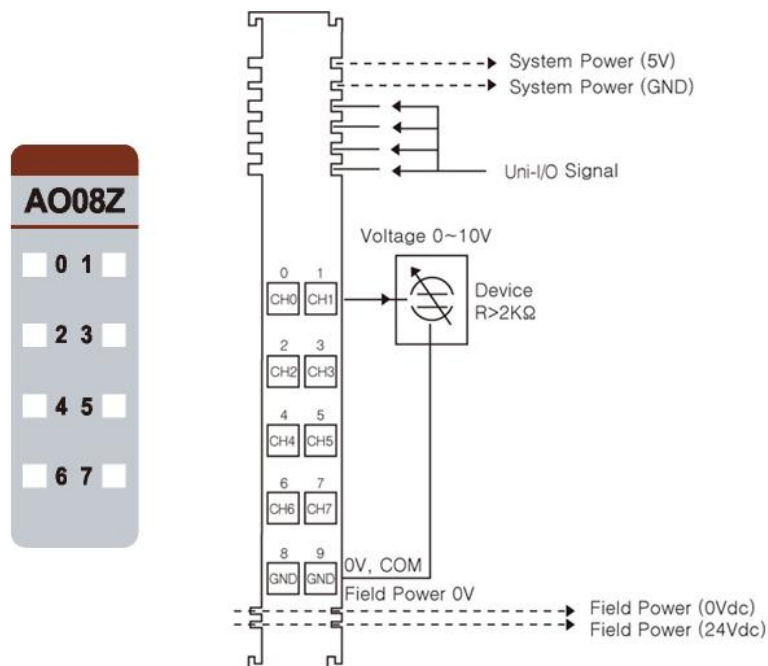 AO08Z
0 1
2 3
4 5
6 7
System Power (5V)
System Power (GND)
Uni-I/O Signal
Voltage 0~10V
Device
R>2KΩ
0 1
CH0 CH1
2 3
CH2 CH3
4 5
CH4 CH5
6 7
CH6 CH7
8 9
GND GND
0V, COM
Field Power 0V
Field Power (0Vdc)
Field Power (24Vdc)